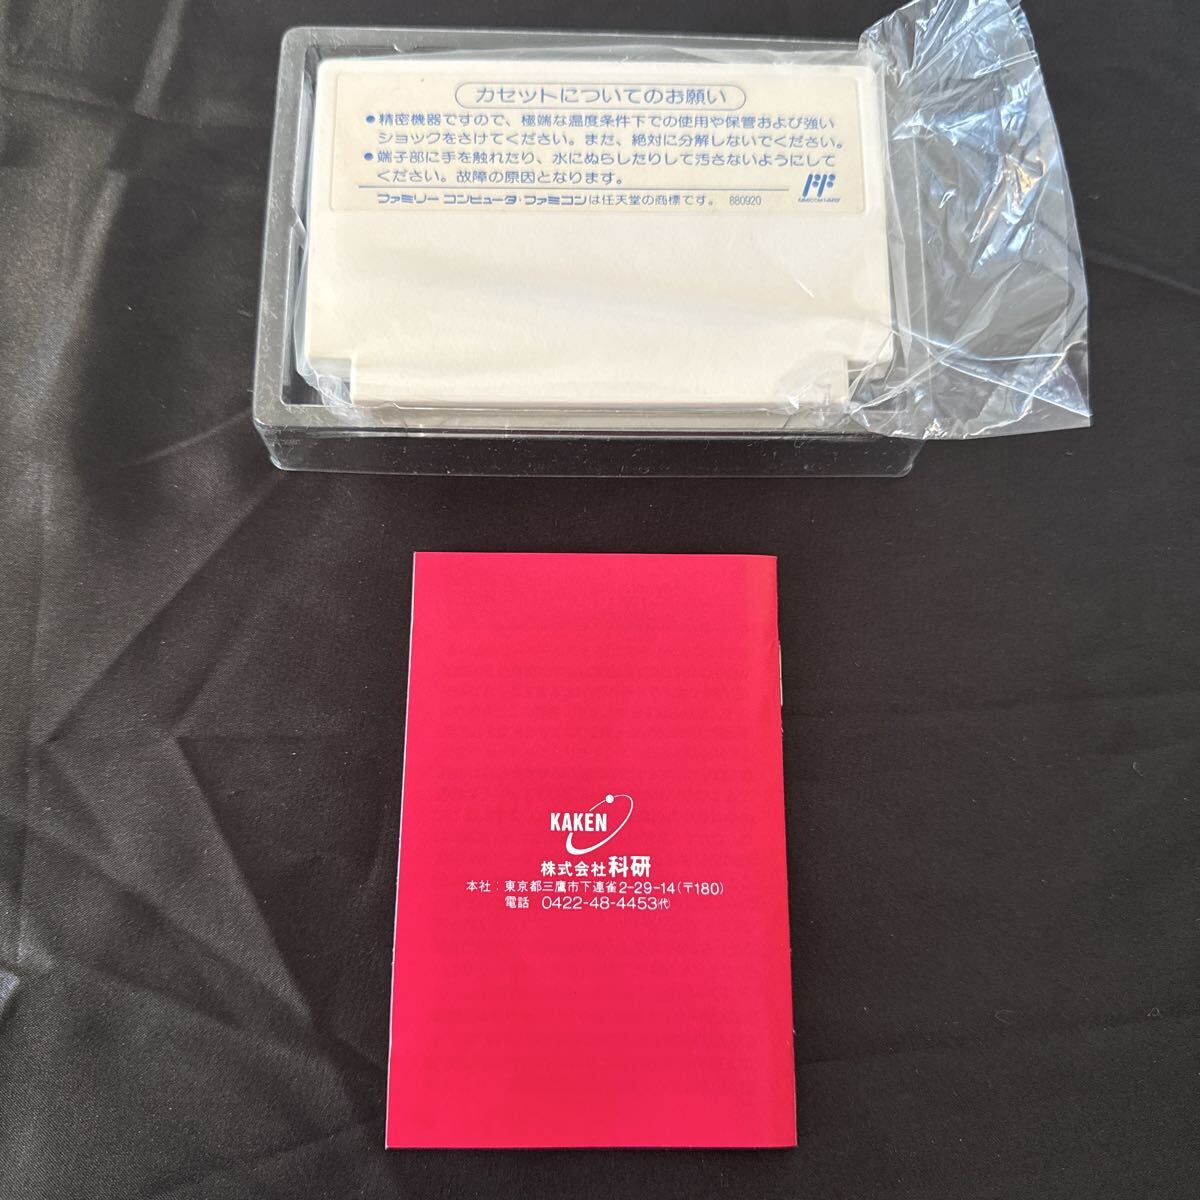 カセットについてのお願い
●精密機器ですので、極端な温度条件下での使用や保管および強い
ショックをさけてください。また、絶対に分解しないでください。
●端子部に手を触れたり、水にぬらしたりして汚さないようにして
ください。故障の原因となります。
FAMICOM FAMILY
ファミリーコンピュータ・ファミコンは任天堂の商標です。 880920
KAKEN
株式会社科研
本社:東京都三鷹市下連雀2-29-14(〒180)
電話 0422-48-4453(代)